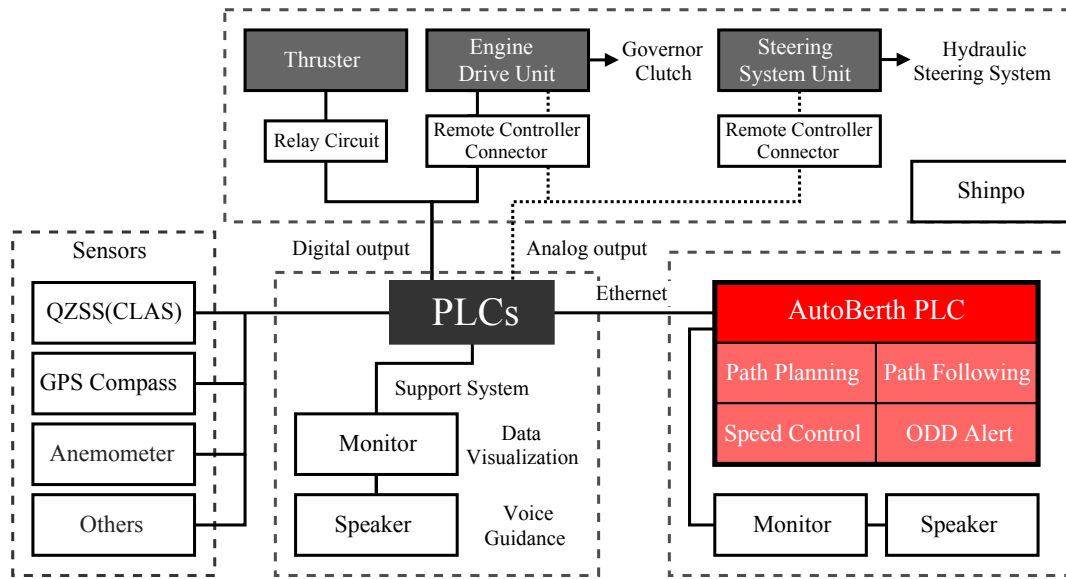 Thruster
Engine
Drive Unit
Governor
Clutch
Steering
System Unit
Hydraulic
Steering System
Relay Circuit
Remote Controller
Connector
Remote Controller
Connector
Shinpo
Sensors
Digital output
Analog output
QZSS(CLAS)
GPS Compass
Anemometer
Others
PLCs
Ethernet
Support System
Monitor
Data
Visualization
Speaker
Voice
Guidance
AutoBerth PLC
Path Planning
Path Following
Speed Control
ODD Alert
Monitor
Speaker